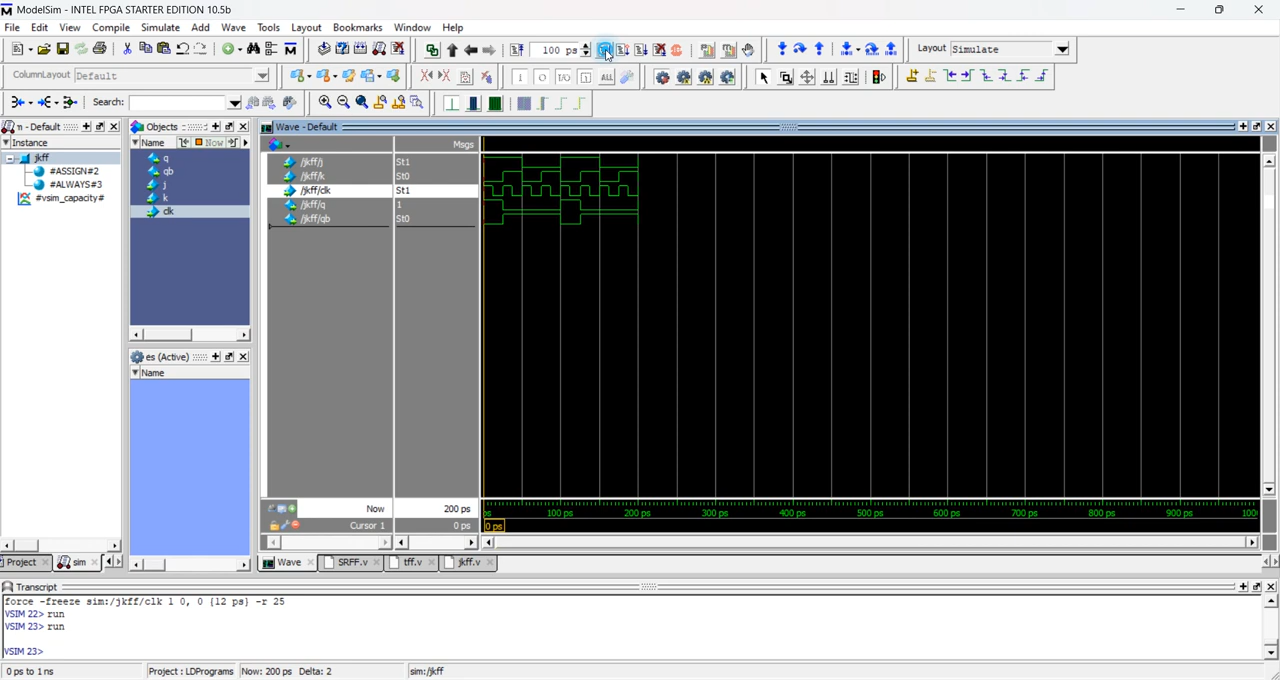 ModelSim - INTEL FPGA STARTER EDITION 10.5b
File Edit View Compile Simulate Add Wave Tools Layout Bookmarks Window Help
100 ps
Layout Simulate
ColumnLayout Default
Search:
n - Default
Instance
jkff
#ASSIGN#2
#ALWAYS#3
#vsim_capacity#
Objects
Name Now
q
qb
j
k
clk
es (Active)
Name
Wave - Default
Msgs
/jkff/j St1
/jkff/k St0
/jkff/clk St1
/jkff/q 1
/jkff/qb St0
Now 200 ps
Cursor 1 0 ps
ps 100 ps 200 ps 300 ps 400 ps 500 ps 600 ps 700 ps 800 ps 900 ps 100
0 ps
Project sim
Wave SRFF.v tff.v jkff.v
Transcript
force -freeze sim:/jkff/clk 1 0, 0 {12 ps} -r 25
VSIM 22> run
VSIM 23> run
VSIM 23>
0 ps to 1 ns Project : LDPrograms Now: 200 ps Delta: 2 sim:/jkff